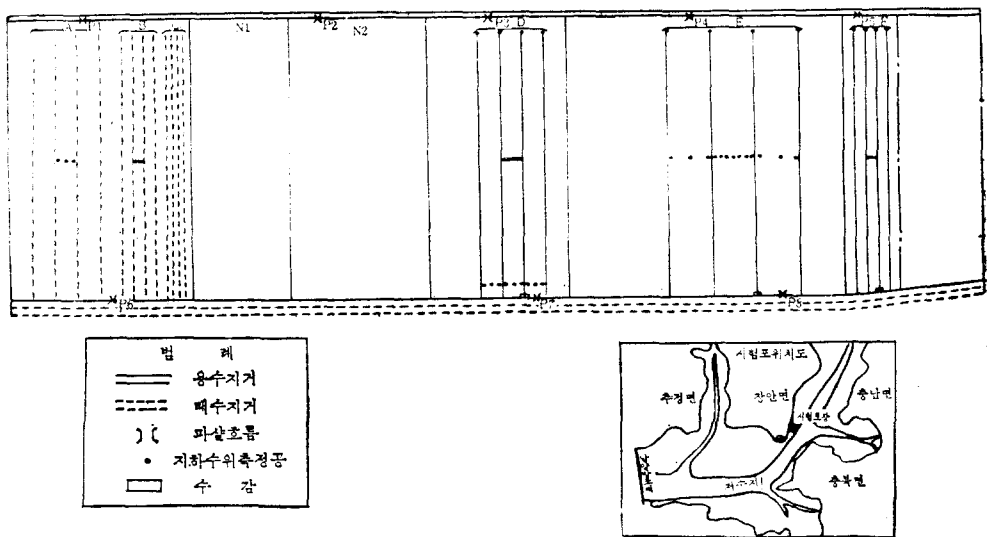 A P1 B C N1 P2 N2 P3 D P4 E P5 F
P6 P7 P8
범 례
용수지거
배수지거
파샬흐름
지하수위측정공
수 갑
시험포위치도
추정면 장안면 충남면
시험포장
저수지
충북면